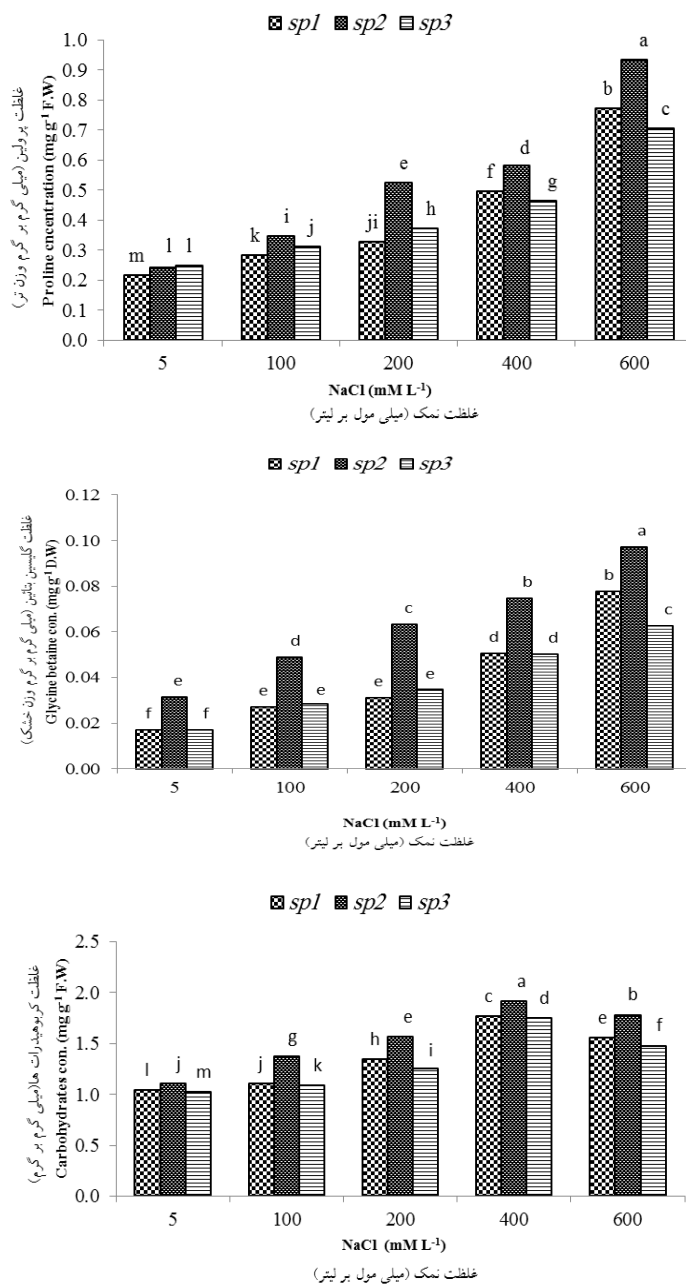 sp1 sp2 sp3
غلظت پرولین (میلی گرم بر گرم وزن تر)
Proline encentration (mg g-1 F.W)
1.0
0.9
0.8
0.7
0.6
0.5
0.4
0.3
0.2
0.1
0.0
m l l k i j ji e h f d g b a c
5 100 200 400 600
NaCl (mM L-1)
غلظت نمک (میلی مول بر لیتر)
sp1 sp2 sp3
غلظت گلیسین بتائین (میلی گرم بر گرم وزن خشک)
Glycine betaine con. (mg g-1 D.W)
0.12
0.10
0.08
0.06
0.04
0.02
0.00
f e f e d e e c e d b d b a c
5 100 200 400 600
NaCl (mM L-1)
غلظت نمک (میلی مول بر لیتر)
sp1 sp2 sp3
غلظت کربوهیدرات ها(میلی گرم بر گرم)
Carbohydrates con. (mg g-1 F.W)
2.5
2.0
1.5
1.0
0.5
0.0
l j m j g k h e i c a d e b f
5 100 200 400 600
NaCl (mM L-1)
غلظت نمک (میلی مول بر لیتر)